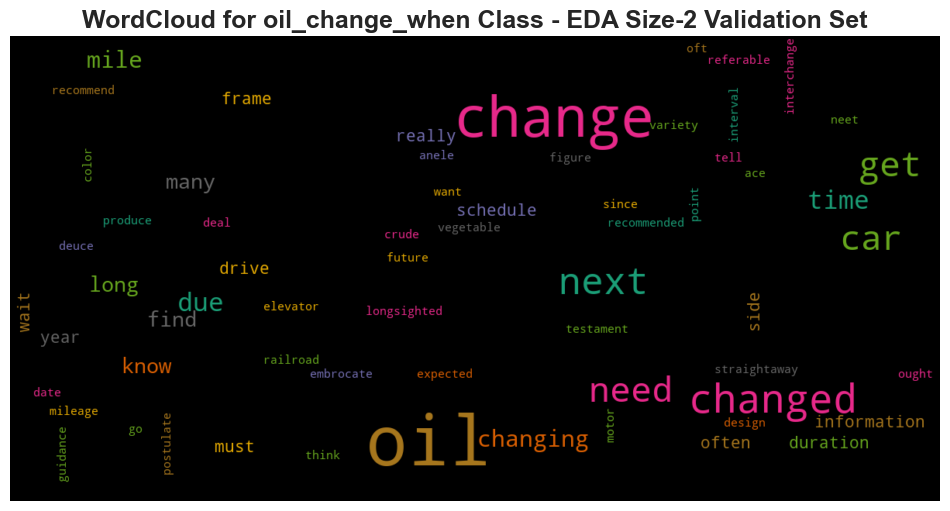 WordCloud for oil_change_when Class - EDA Size-2 Validation Set
oft
mile
referable
interchange
recommend
frame
change
interval
variety
neet
really
anele
figure
tell
get
color
many
ace
want
time
schedule
since
point
produce
deal
vegetable
recommended
crude
car
deuce
future
drive
next
long
due
elevator
longsighted
side
wait
find
testament
year
know
railroad
straightaway
embrocate
expected
ought
need
changed
date
mileage
motor
design
information
go
postulate
must
oil
changing
often
duration
guidance
think